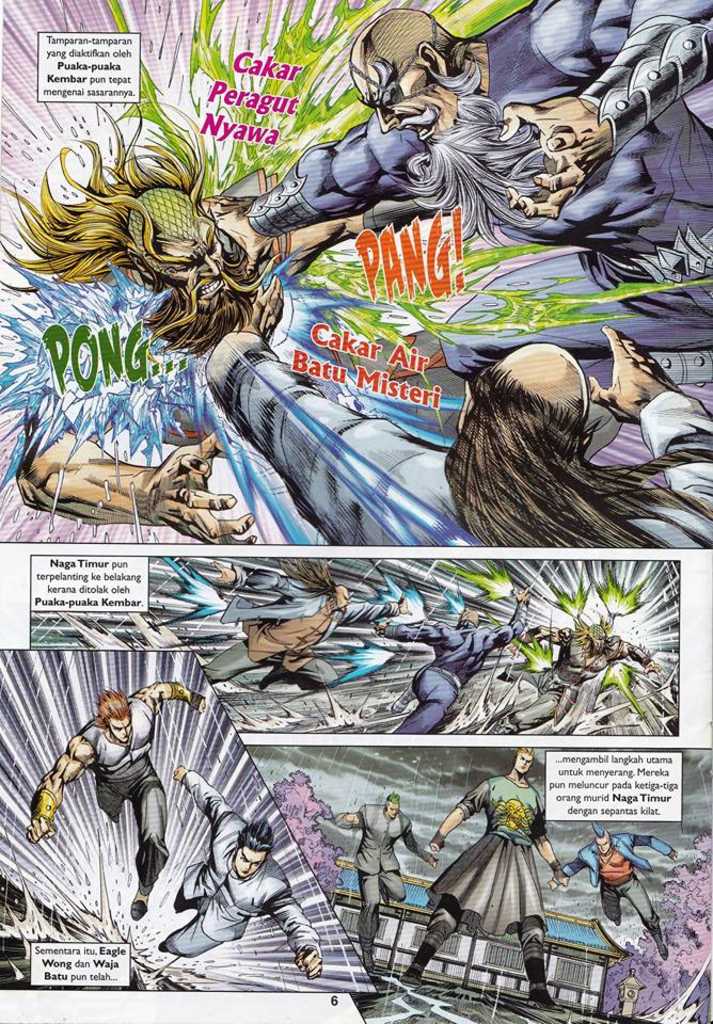 Tamparan-tamparan
yang diaktifkan oleh
Puaka-puaka
Kembar pun tepat
mengenai sasarannya.
Cakar
Peragut
Nyawa
PANG!
PONG...
Cakar Air
Batu Misteri
Naga Timur pun
terpelanting ke belakang
kerana ditolak oleh
Puaka-puaka Kembar.
Sementara itu, Eagle
Wong dan Waja
Batu pun telah...
...mengambil langkah utama
untuk menyerang. Mereka
pun meluncur pada ketiga-tiga
orang murid Naga Timur
dengan sepantas kilat.
6